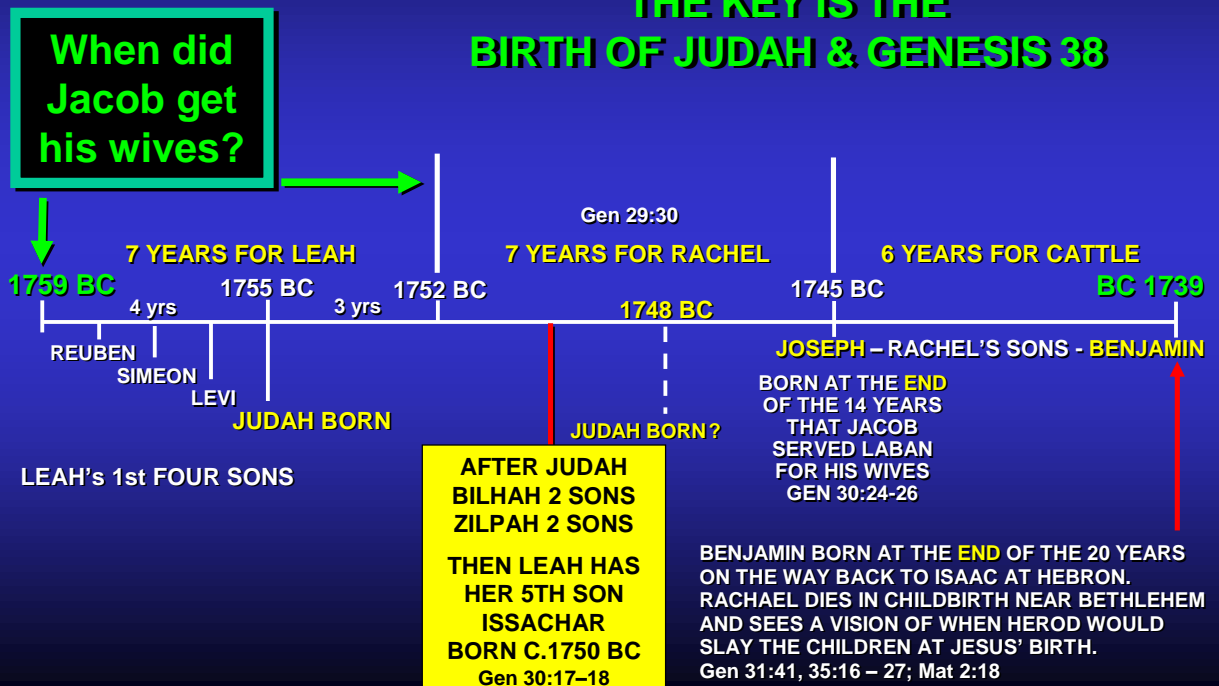 THE KEY IS THE
BIRTH OF JUDAH & GENESIS 38
When did
Jacob get
his wives?
Gen 29:30
7 YEARS FOR LEAH
7 YEARS FOR RACHEL
6 YEARS FOR CATTLE
1759 BC
1755 BC
1752 BC
1748 BC
1745 BC
BC 1739
4 yrs
3 yrs
REUBEN
SIMEON
LEVI
JUDAH BORN
JUDAH BORN?
LEAH's 1st FOUR SONS
AFTER JUDAH
BILHAH 2 SONS
ZILPAH 2 SONS
THEN LEAH HAS
HER 5TH SON
ISSACHAR
BORN C.1750 BC
Gen 30:17–18
JOSEPH – RACHEL'S SONS - BENJAMIN
BORN AT THE END
OF THE 14 YEARS
THAT JACOB
SERVED LABAN
FOR HIS WIVES
GEN 30:24-26
BENJAMIN BORN AT THE END OF THE 20 YEARS
ON THE WAY BACK TO ISAAC AT HEBRON.
RACHAEL DIES IN CHILDBIRTH NEAR BETHLEHEM
AND SEES A VISION OF WHEN HEROD WOULD
SLAY THE CHILDREN AT JESUS' BIRTH.
Gen 31:41, 35:16 – 27; Mat 2:18